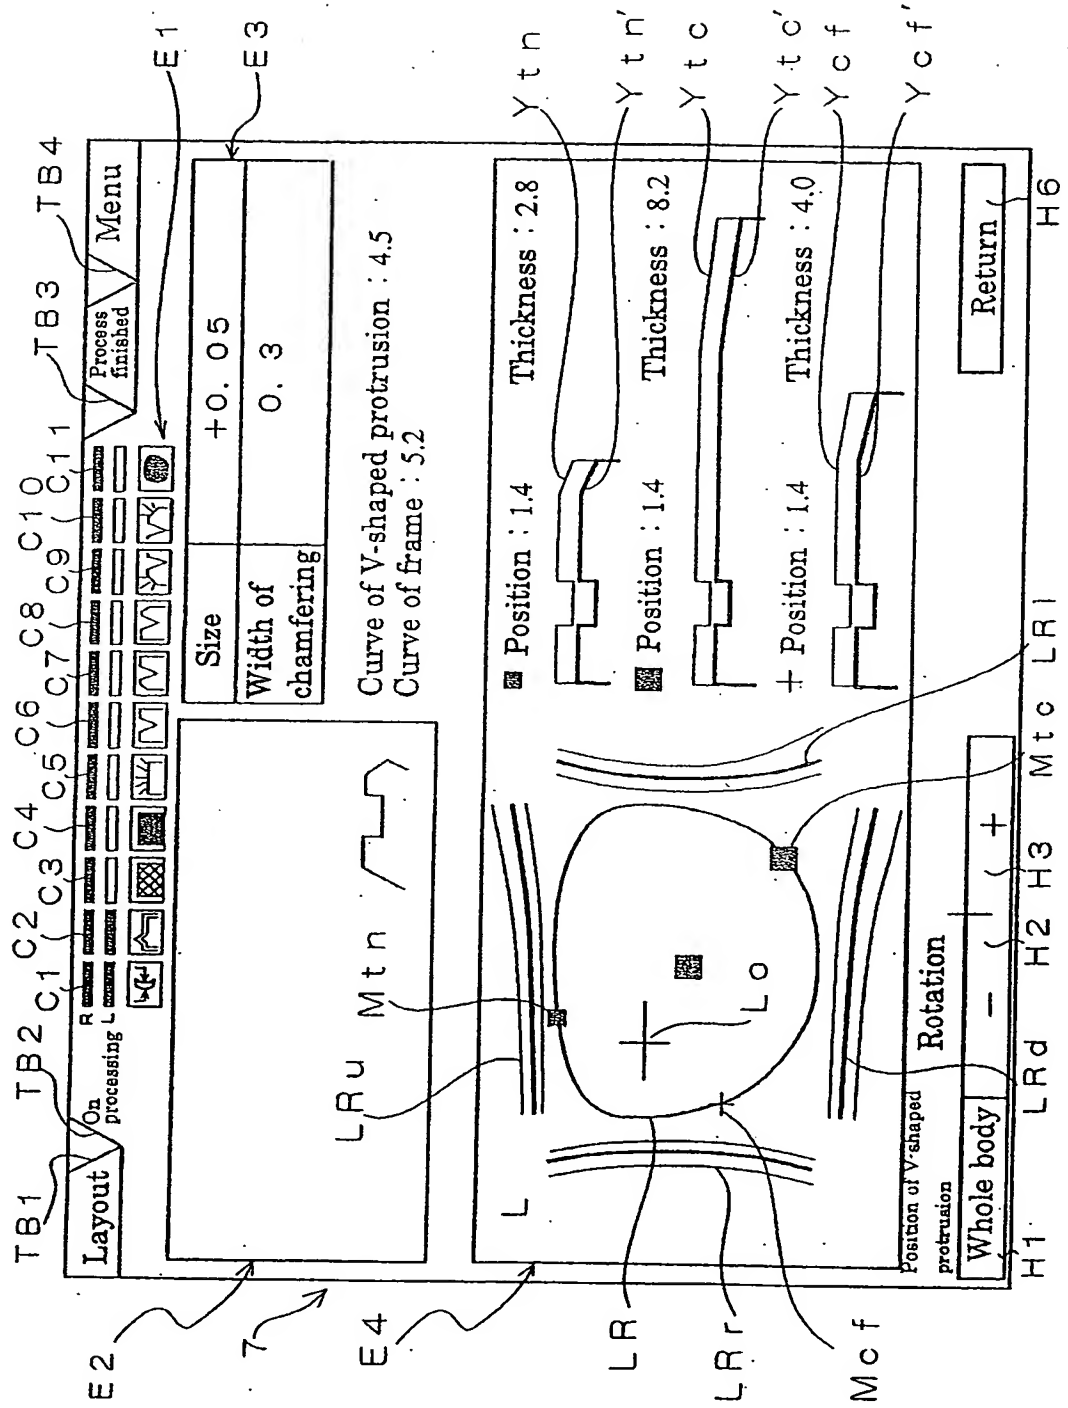 TB1
TB2
C1
C2
C3
C4
C5
C6
C7
C8
C9
C10
C11
TB3
TB4
E1
E3
Layout
On processing
R
L
Process finished
Menu
E2
7
E4
Size
+0.05
Width of chamfering
0.3
Curve of V-shaped protrusion : 4.5
Curve of frame : 5.2
LRu
Mtn
L
Lo
Position : 1.4
Thickness : 2.8
Position : 1.4
Thickness : 8.2
+ Position : 1.4
Thickness : 4.0
Ytn
Ytn'
Ytc
Ytc'
Ycf
Ycf'
LR
LRr
Mcf
Position of V-shaped protrusion
Rotation
Whole body
−
+
Return
H1
LRd
H2
H3
Mtc
LRl
H6